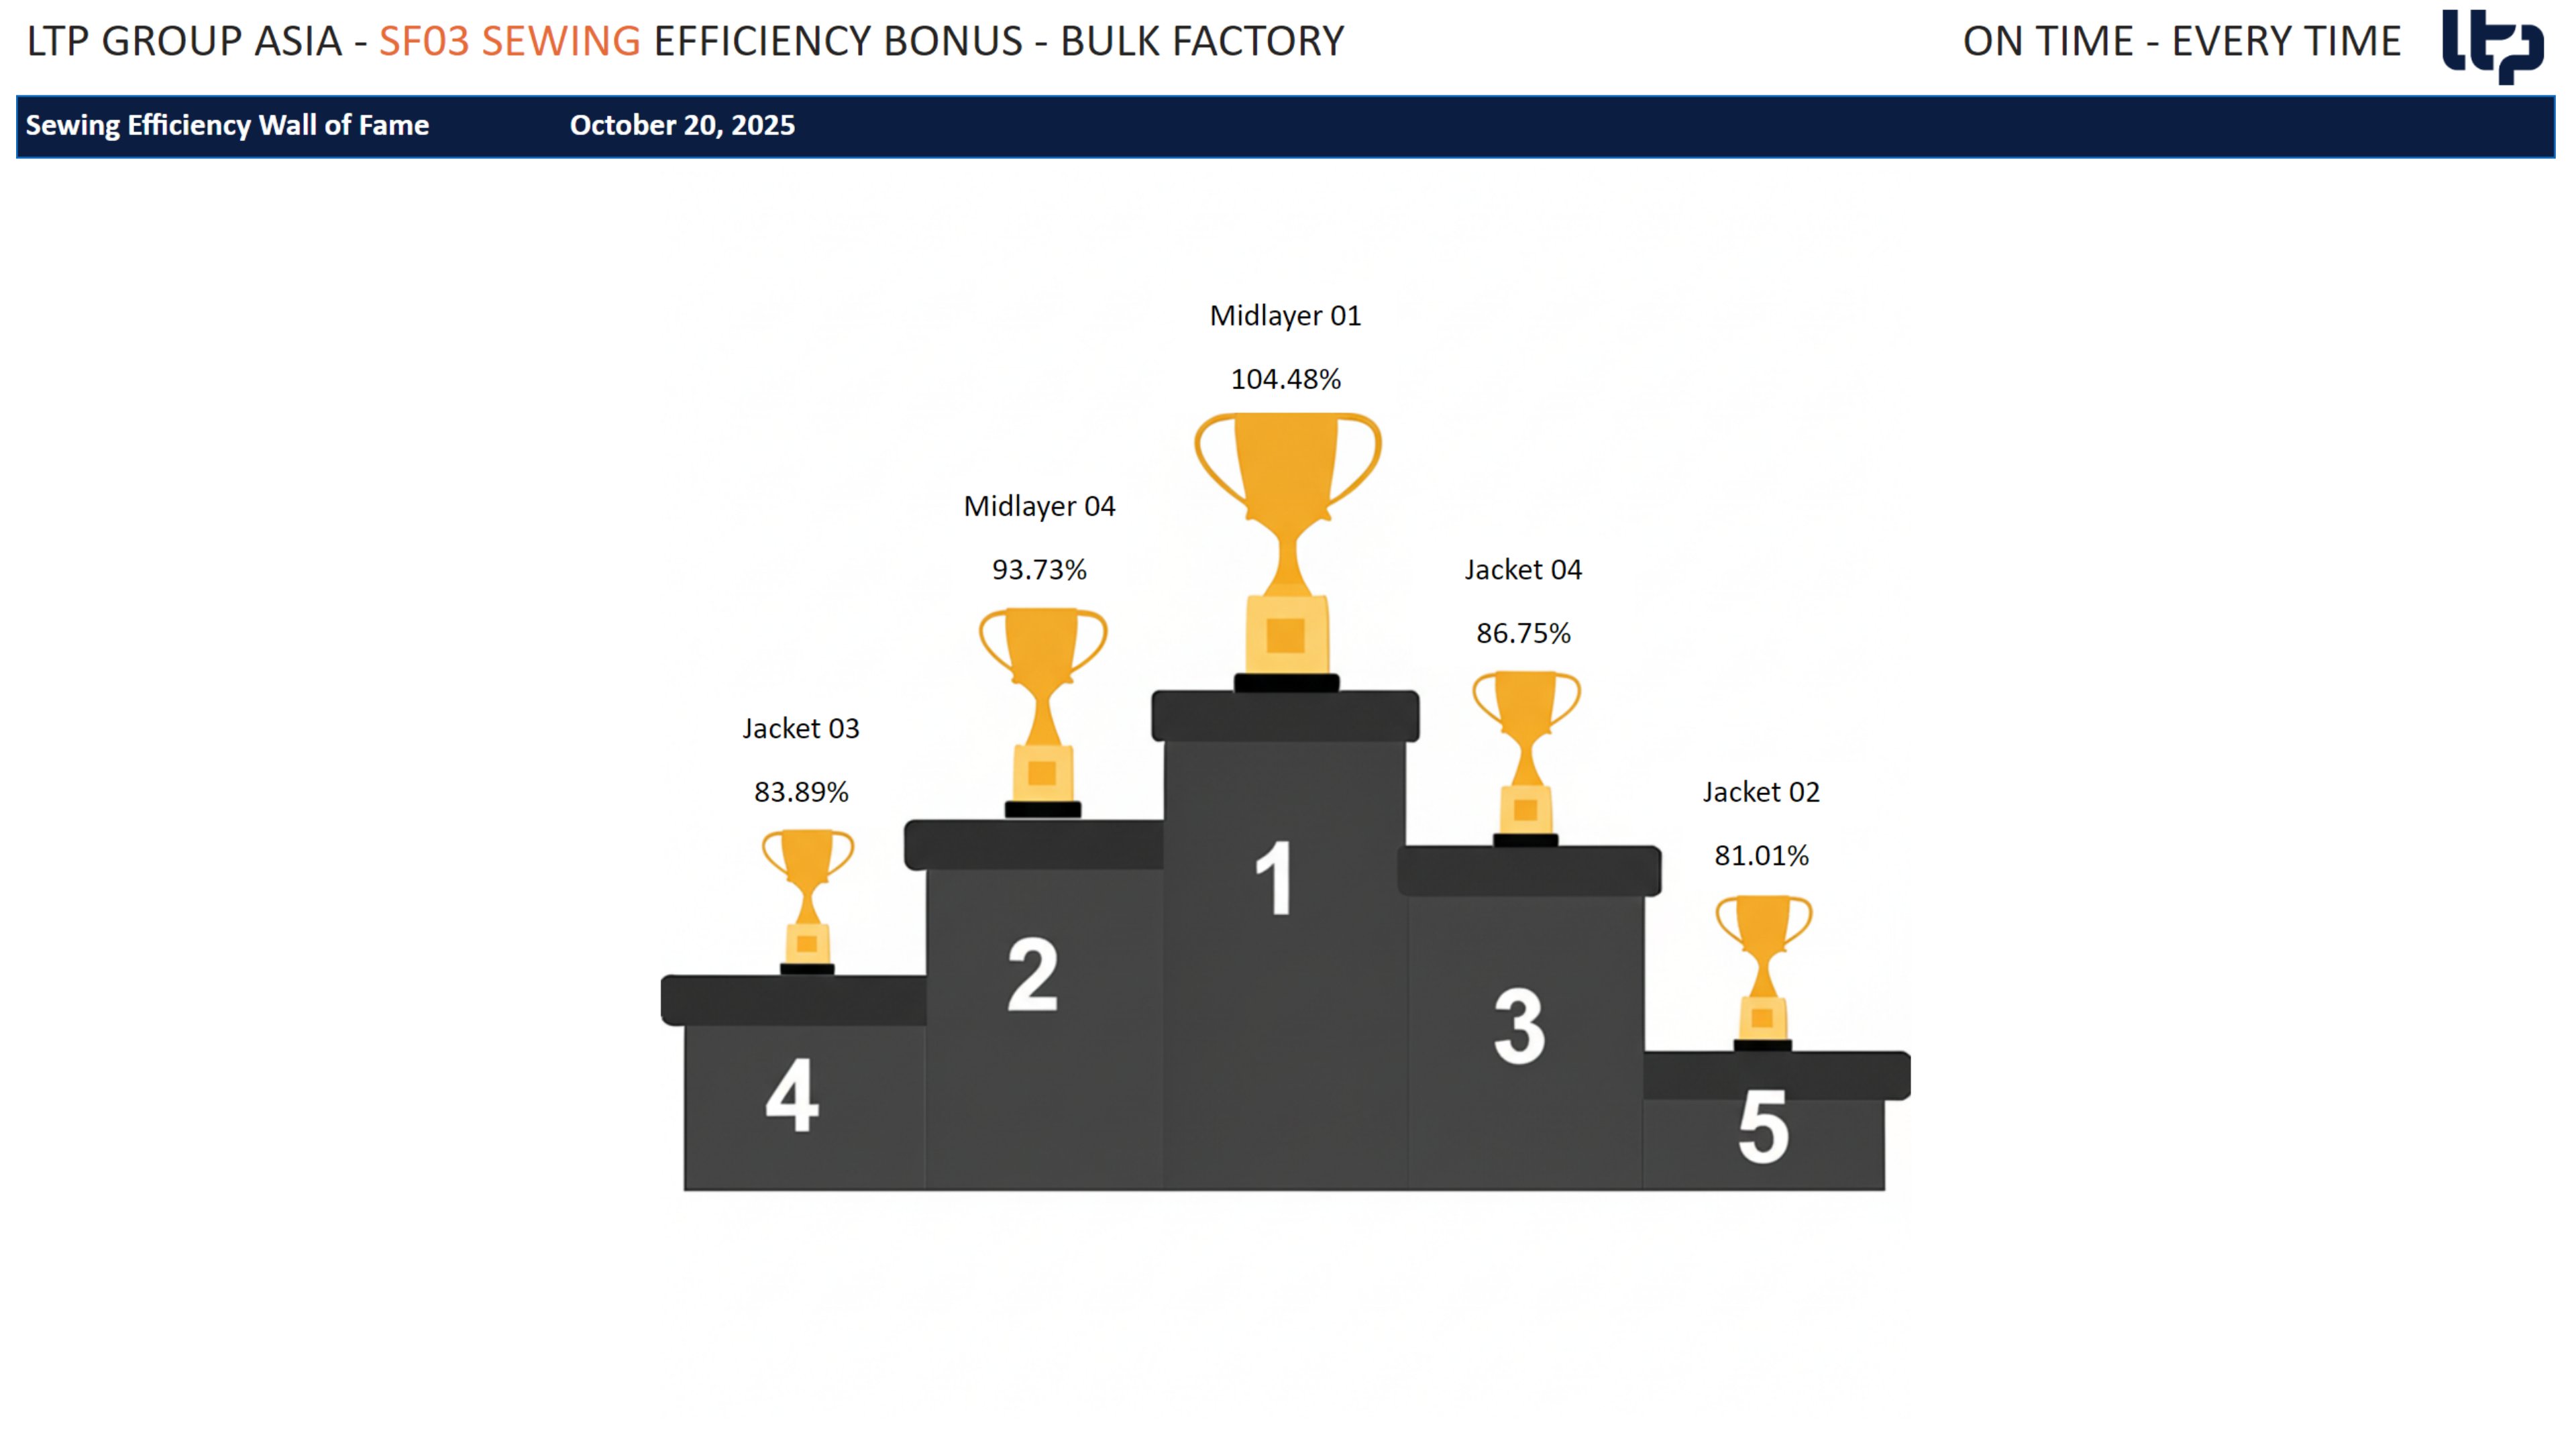 LTP GROUP ASIA - SF03 SEWING EFFICIENCY BONUS - BULK FACTORY
ON TIME - EVERY TIME
ltp
Sewing Efficiency Wall of Fame
October 20, 2025
Midlayer 01
104.48%
Midlayer 04
93.73%
Jacket 04
86.75%
Jacket 03
83.89%
Jacket 02
81.01%
1
2
3
4
5